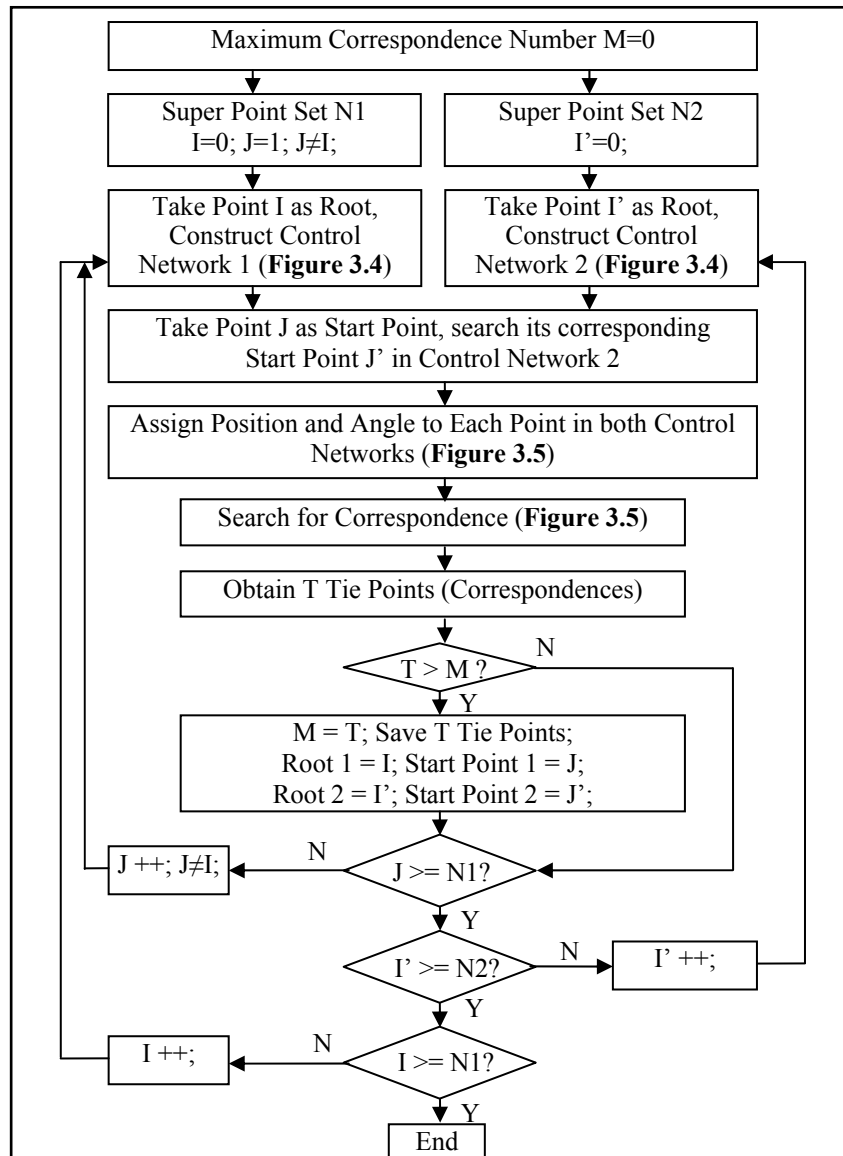 Maximum Correspondence Number M=0
Super Point Set N1
I=0; J=1; J≠I;
Super Point Set N2
I’=0;
Take Point I as Root,
Construct Control
Network 1 (Figure 3.4)
Take Point I’ as Root,
Construct Control
Network 2 (Figure 3.4)
Take Point J as Start Point, search its corresponding
Start Point J’ in Control Network 2
Assign Position and Angle to Each Point in both Control
Networks (Figure 3.5)
Search for Correspondence (Figure 3.5)
Obtain T Tie Points (Correspondences)
T > M ?
N
Y
M = T; Save T Tie Points;
Root 1 = I; Start Point 1 = J;
Root 2 = I’; Start Point 2 = J’;
J ++; J≠I;
N
J >= N1?
Y
I’ >= N2?
N
I’ ++;
Y
I ++;
N
I >= N1?
Y
End